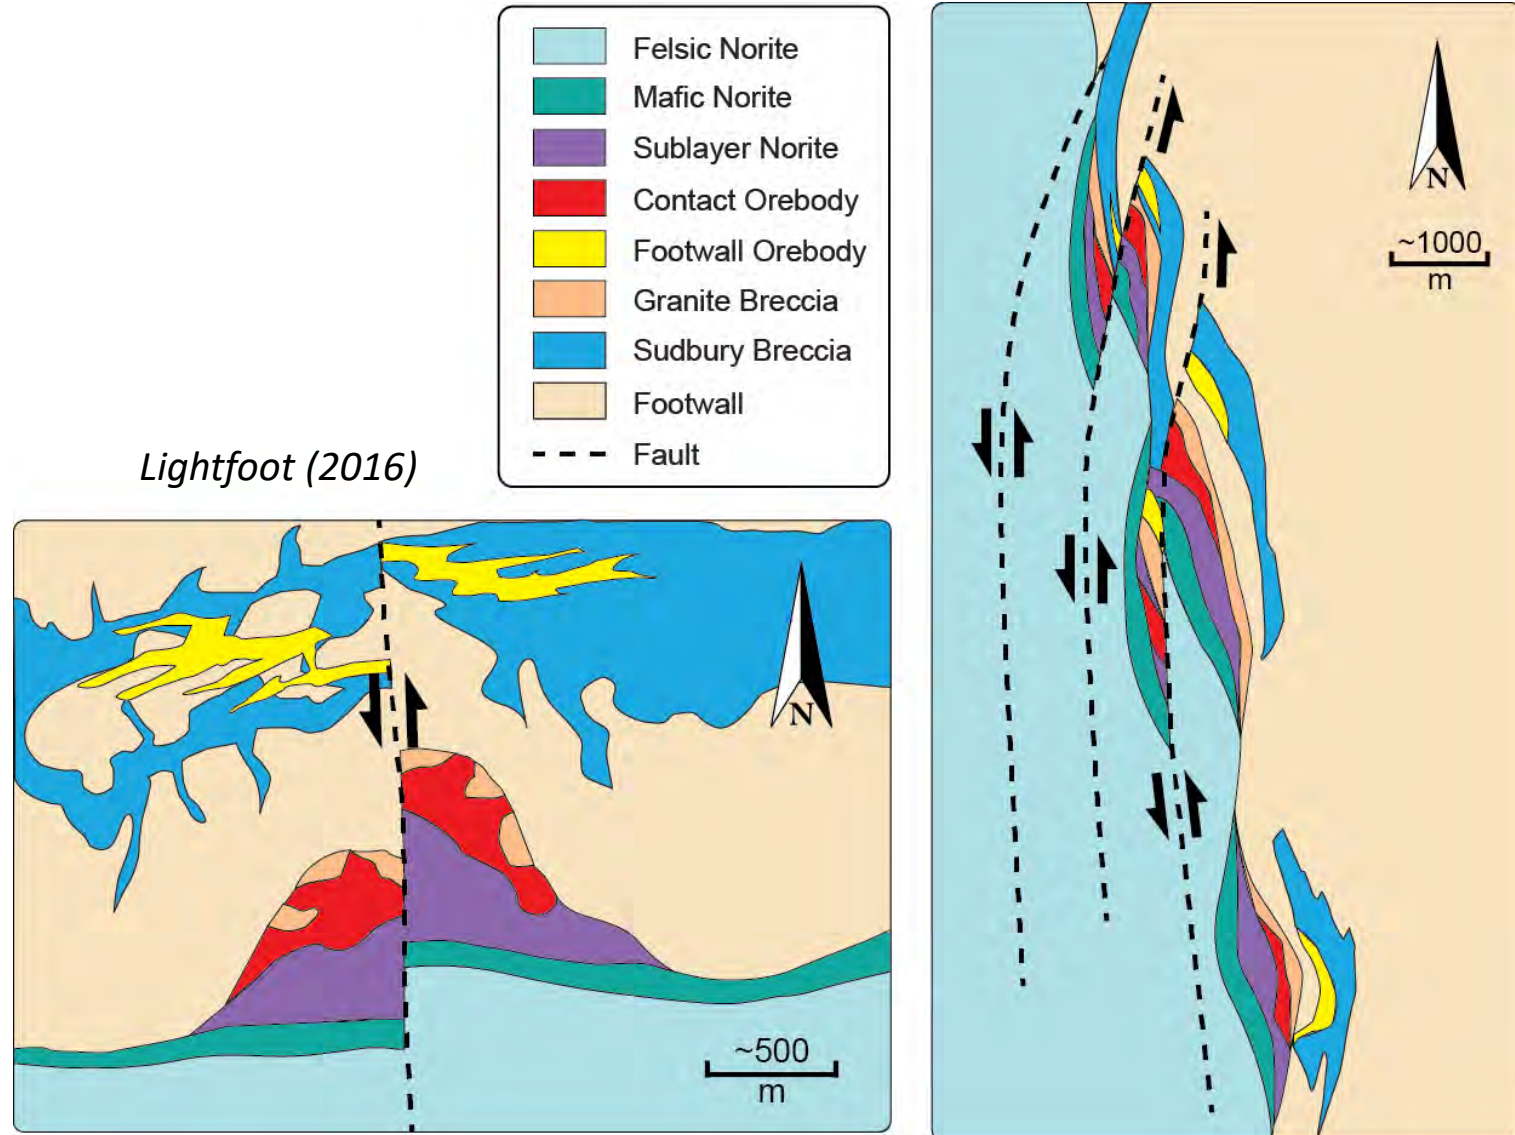 Felsic Norite
Mafic Norite
Sublayer Norite
Contact Orebody
Footwall Orebody
Granite Breccia
Sudbury Breccia
Footwall
Fault
Lightfoot (2016)
N
~500
m
N
~1000
m